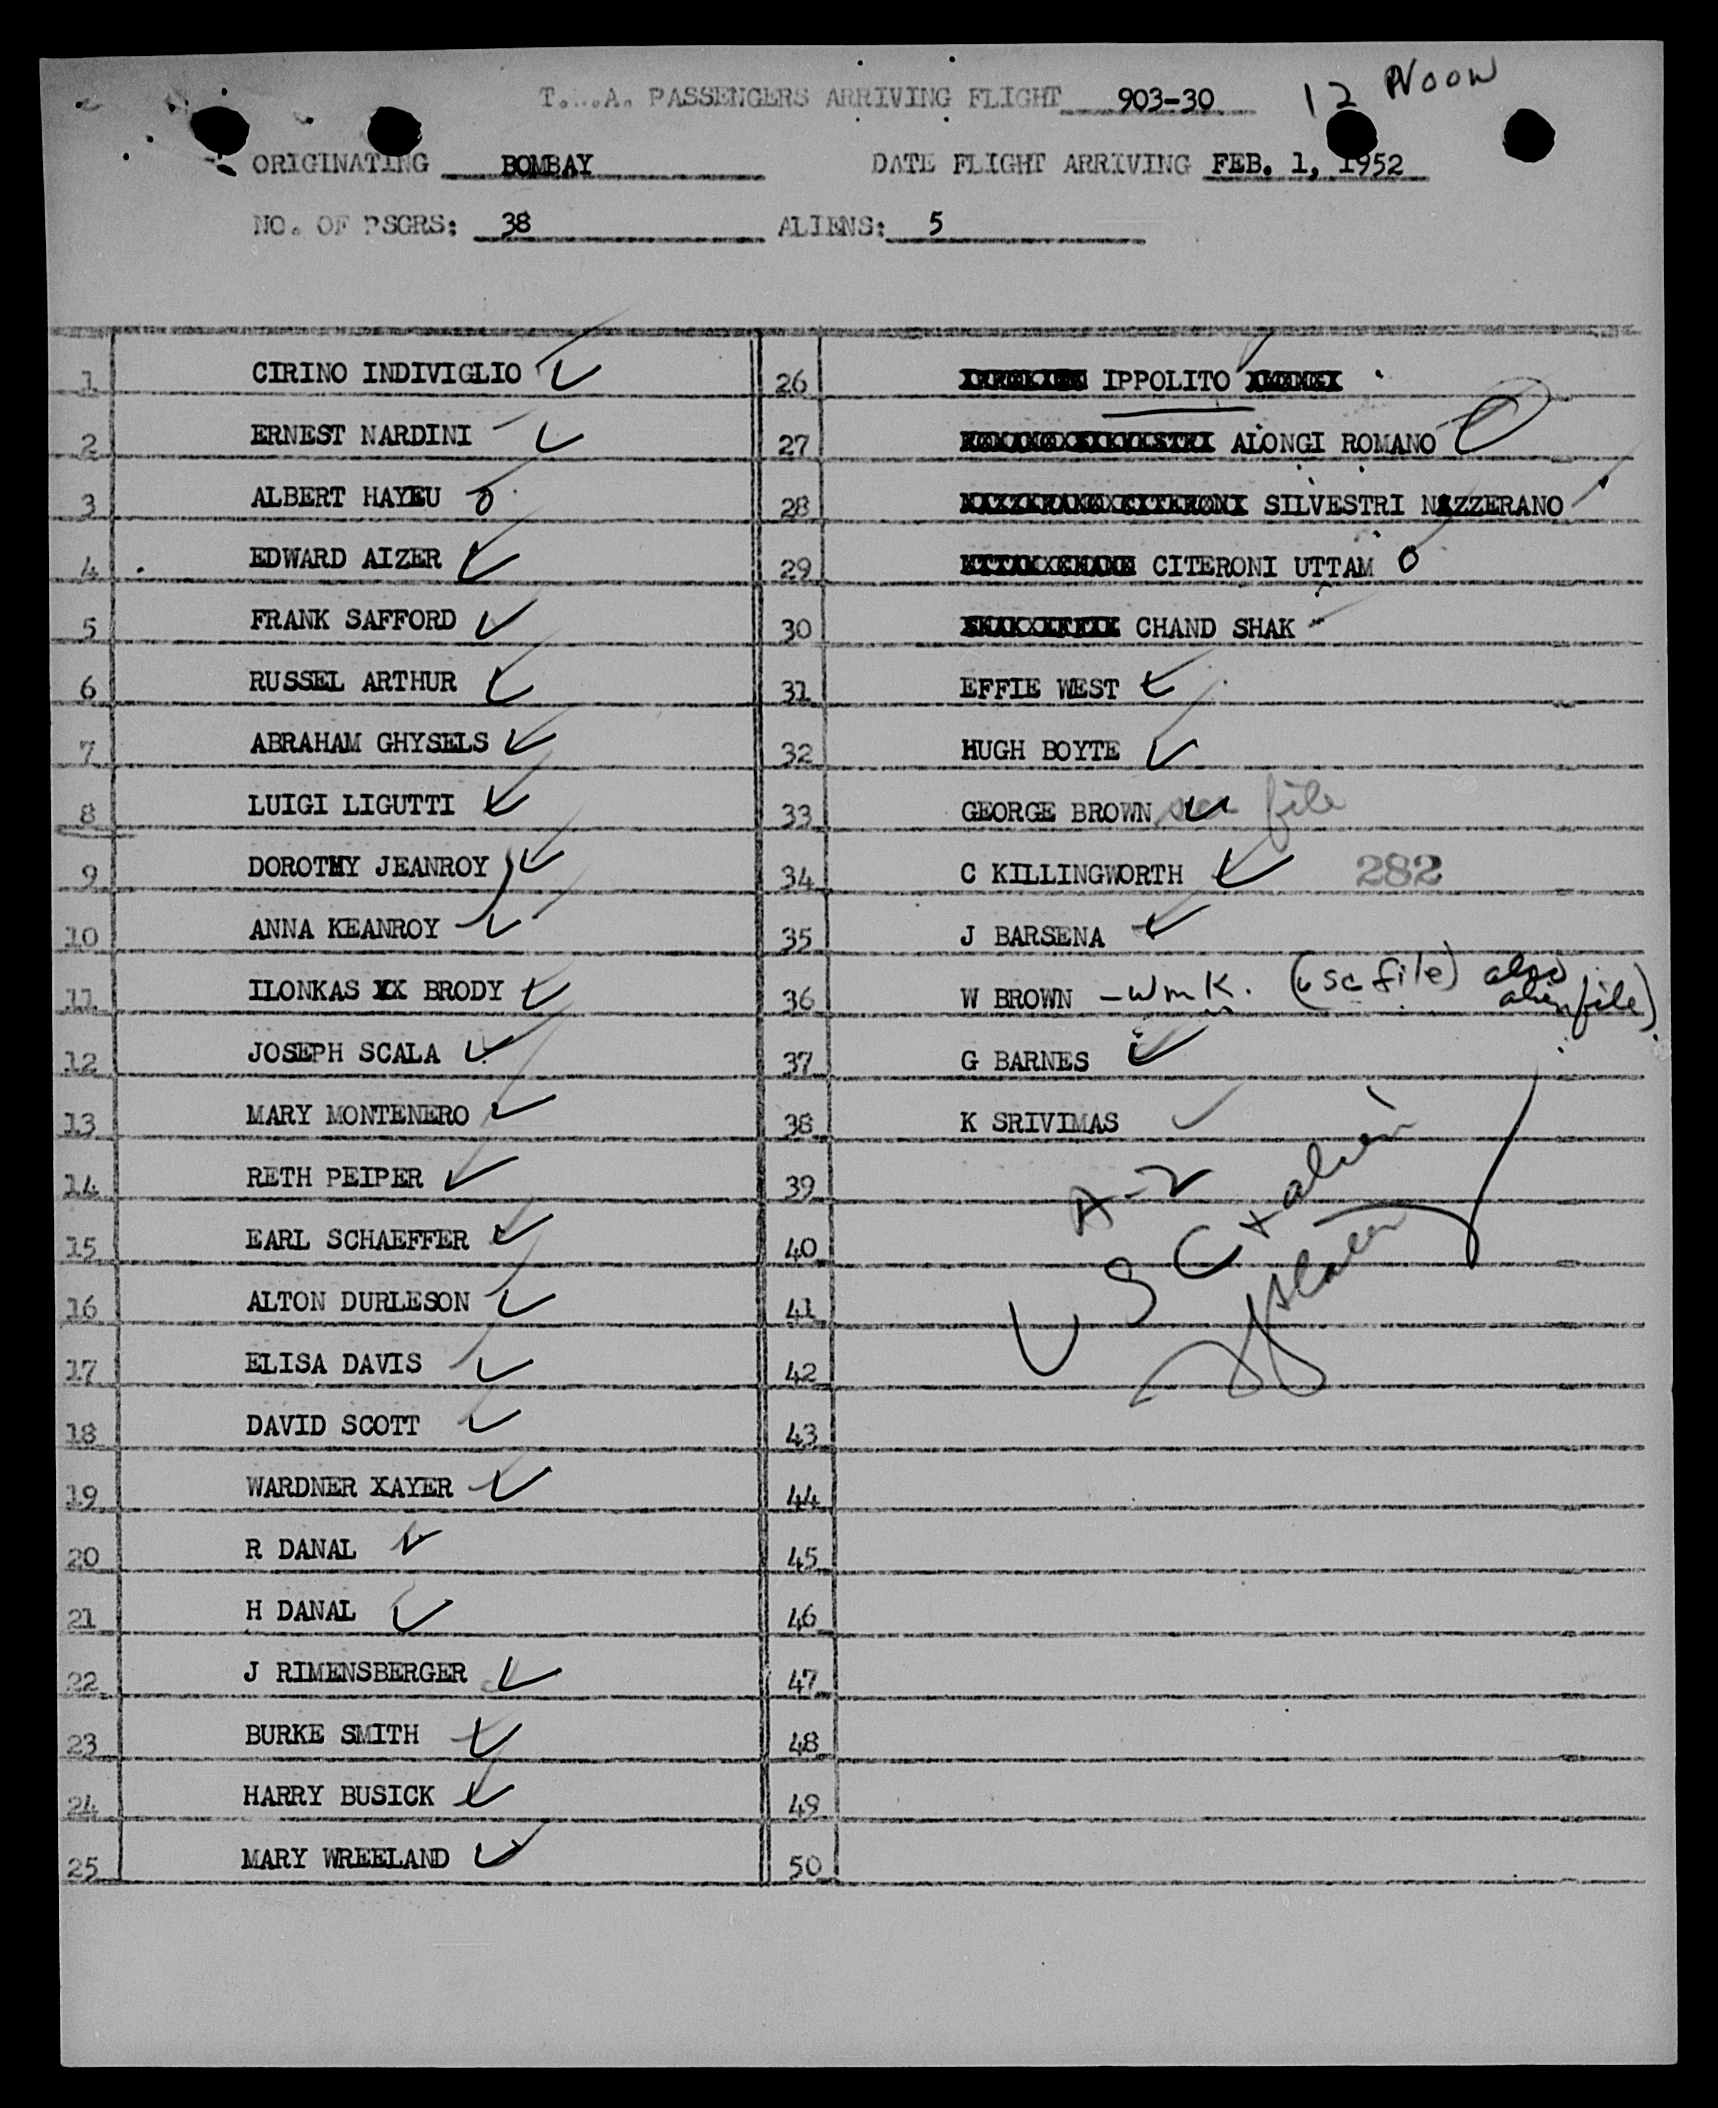 12 Noon
T.W.A. PASSENGERS ARRIVING FLIGHT 903-30
ORIGINATING BOMBAY DATE FLIGHT ARRIVING FEB. 1, 1952
NO. OF PSGRS: 38 ALIENS: 5
1 CIRINO INDIVIGLIO
2 ERNEST NARDINI
3 ALBERT HAYEU
4 EDWARD AIZER
5 FRANK SAFFORD
6 RUSSEL ARTHUR
7 ABRAHAM GHYSELS
8 LUIGI LIGUTTI
9 DOROTHY JEANROY
10 ANNA KEANROY
11 ILONKAS XX BRODY
12 JOSEPH SCALA
13 MARY MONTENERO
14 RETH PEIPER
15 EARL SCHAEFFER
16 ALTON DURLESON
17 ELISA DAVIS
18 DAVID SCOTT
19 WARDNER XAYER
20 R DANAL
21 H DANAL
22 J RIMENSBERGER
23 BURKE SMITH
24 HARRY BUSICK
25 MARY WREELAND
26 IPPOLITO
27 ALONGI ROMANO
28 SILVESTRI NAZZERANO
29 CITERONI UTTAM
30 CHAND SHAK
31 EFFIE WEST
32 HUGH BOYTE
33 GEORGE BROWN see file
34 C KILLINGWORTH 282
35 J BARSENA
36 W BROWN - Wm K. (usc file) also alien file)
37 G BARNES
38 K SRIVIMAS
39 A-2
40 USC + alien
41
42
43
44
45
46
47
48
49
50